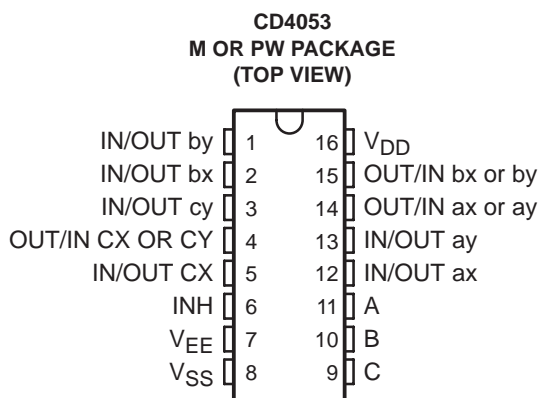 CD4053
M OR PW PACKAGE
(TOP VIEW)
IN/OUT by 1 16 VDD
IN/OUT bx 2 15 OUT/IN bx or by
IN/OUT cy 3 14 OUT/IN ax or ay
OUT/IN CX OR CY 4 13 IN/OUT ay
IN/OUT CX 5 12 IN/OUT ax
INH 6 11 A
VEE 7 10 B
VSS 8 9 C